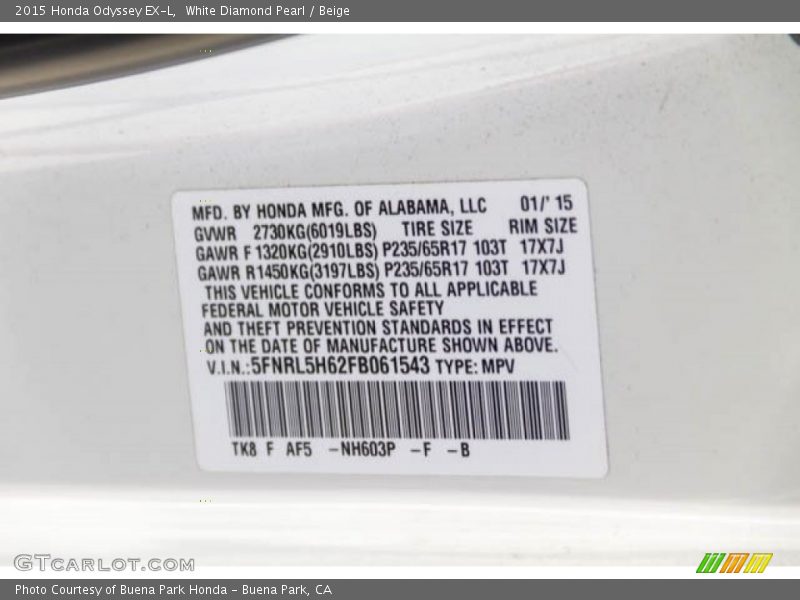 2015 Honda Odyssey EX-L,  White Diamond Pearl / Beige
MFD. BY HONDA MFG. OF ALABAMA, LLC 01/' 15
GVWR 2730KG(6019LBS) TIRE SIZE RIM SIZE
GAWR F 1320KG(2910LBS) P235/65R17 103T 17X7J
GAWR R1450KG(3197LBS) P235/65R17 103T 17X7J
THIS VEHICLE CONFORMS TO ALL APPLICABLE
FEDERAL MOTOR VEHICLE SAFETY
AND THEFT PREVENTION STANDARDS IN EFFECT
ON THE DATE OF MANUFACTURE SHOWN ABOVE.
V.I.N.:5FNRL5H62FB061543 TYPE: MPV
TK8 F AF5 -NH603P -F -B
GTCARLOT.COM
Photo Courtesy of Buena Park Honda - Buena Park, CA